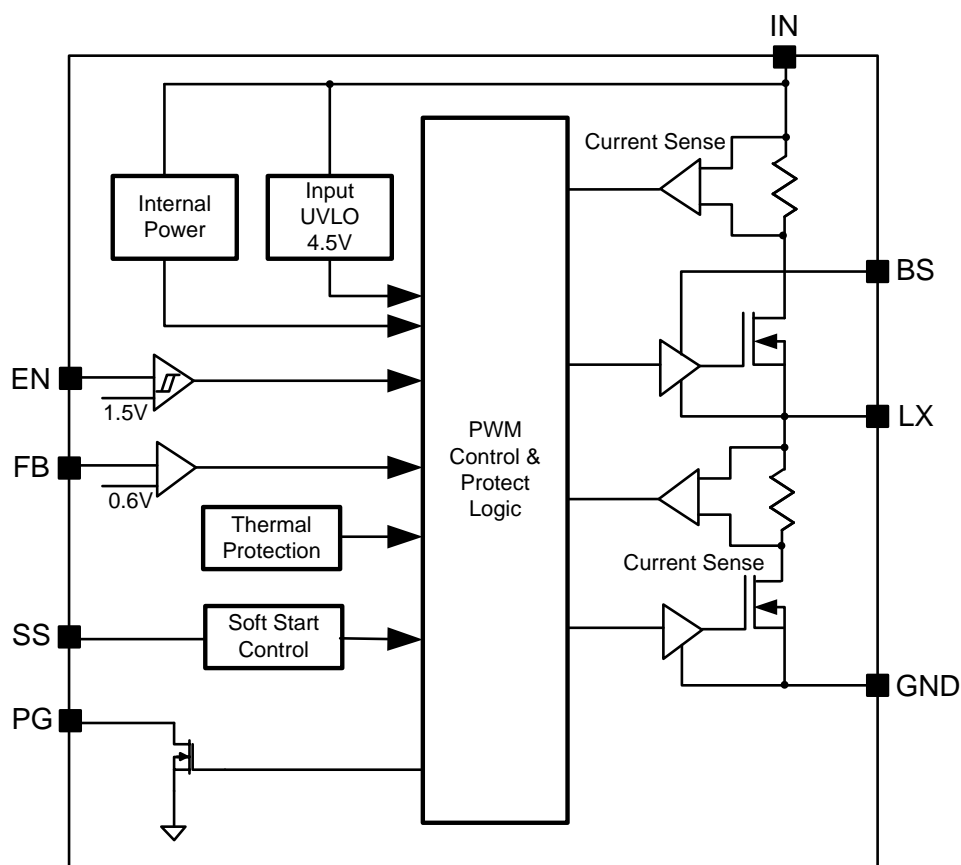 IN
Current Sense
Internal
Power
Input
UVLO
4.5V
BS
EN
1.5V
LX
FB
0.6V
PWM
Control &
Protect
Logic
Thermal
Protection
Current Sense
SS
Soft Start
Control
GND
PG